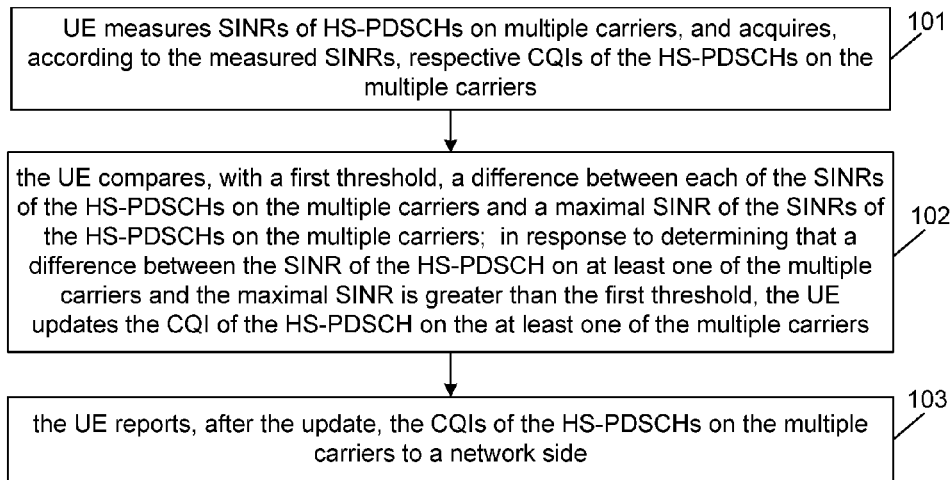 UE measures SINRs of HS-PDSCHs on multiple carriers, and acquires,
according to the measured SINRs, respective CQIs of the HS-PDSCHs on the
multiple carriers
101
the UE compares, with a first threshold, a difference between each of the SINRs
of the HS-PDSCHs on the multiple carriers and a maximal SINR of the SINRs of
the HS-PDSCHs on the multiple carriers; in response to determining that a
difference between the SINR of the HS-PDSCH on at least one of the multiple
carriers and the maximal SINR is greater than the first threshold, the UE
updates the CQI of the HS-PDSCH on the at least one of the multiple carriers
102
the UE reports, after the update, the CQIs of the HS-PDSCHs on the multiple
carriers to a network side
103